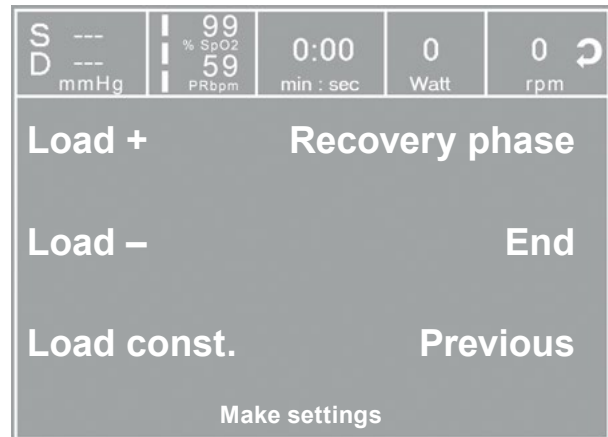 S ---
D ---
mmHg
99
% SpO2
59
PRbpm
0:00
min : sec
0
Watt
0
rpm
Load +
Recovery phase
Load –
End
Load const.
Previous
Make settings